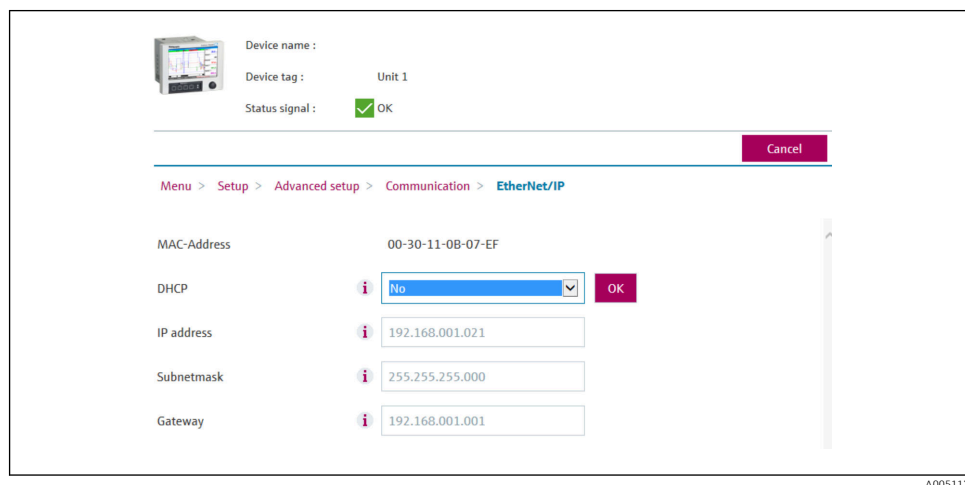 Device name :
Device tag : Unit 1
Status signal : OK
Cancel
Menu > Setup > Advanced setup > Communication > EtherNet/IP
MAC-Address 00-30-11-0B-07-EF
DHCP i No OK
IP address i 192.168.001.021
Subnetmask i 255.255.255.000
Gateway i 192.168.001.001